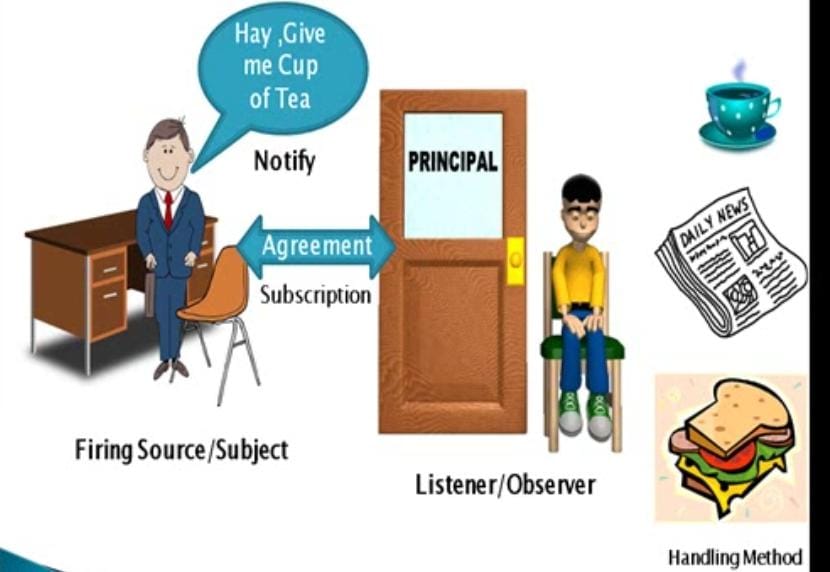 Hay ,Give
me Cup
of Tea
Notify
PRINCIPAL
Agreement
Subscription
DAILY NEWS
Firing Source/Subject
Listener/Observer
Handling Method